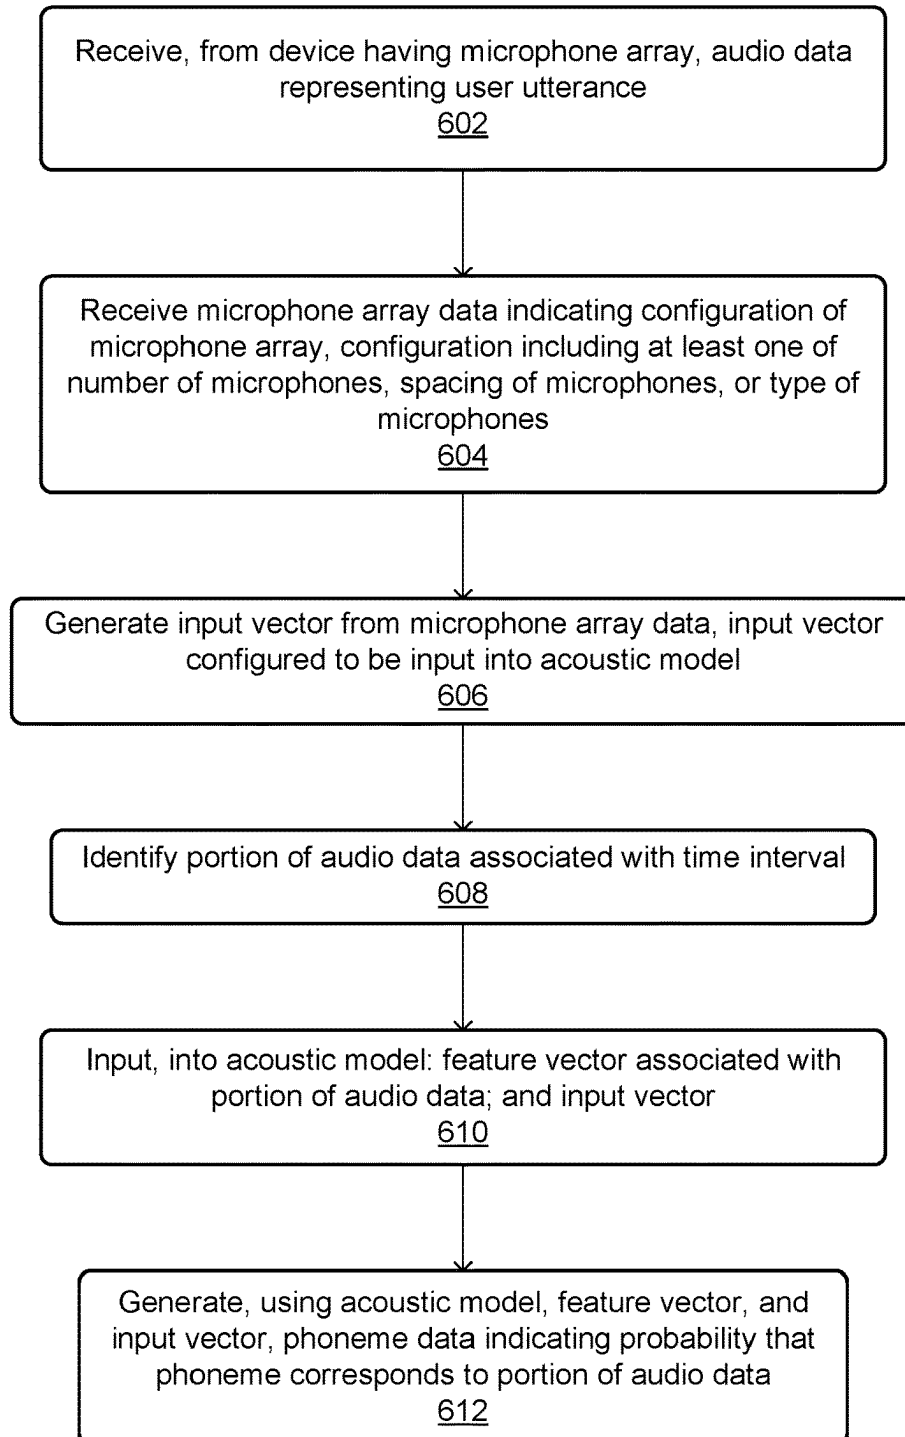 Receive, from device having microphone array, audio data
representing user utterance
602
Receive microphone array data indicating configuration of
microphone array, configuration including at least one of
number of microphones, spacing of microphones, or type of
microphones
604
Generate input vector from microphone array data, input vector
configured to be input into acoustic model
606
Identify portion of audio data associated with time interval
608
Input, into acoustic model: feature vector associated with
portion of audio data; and input vector
610
Generate, using acoustic model, feature vector, and
input vector, phoneme data indicating probability that
phoneme corresponds to portion of audio data
612